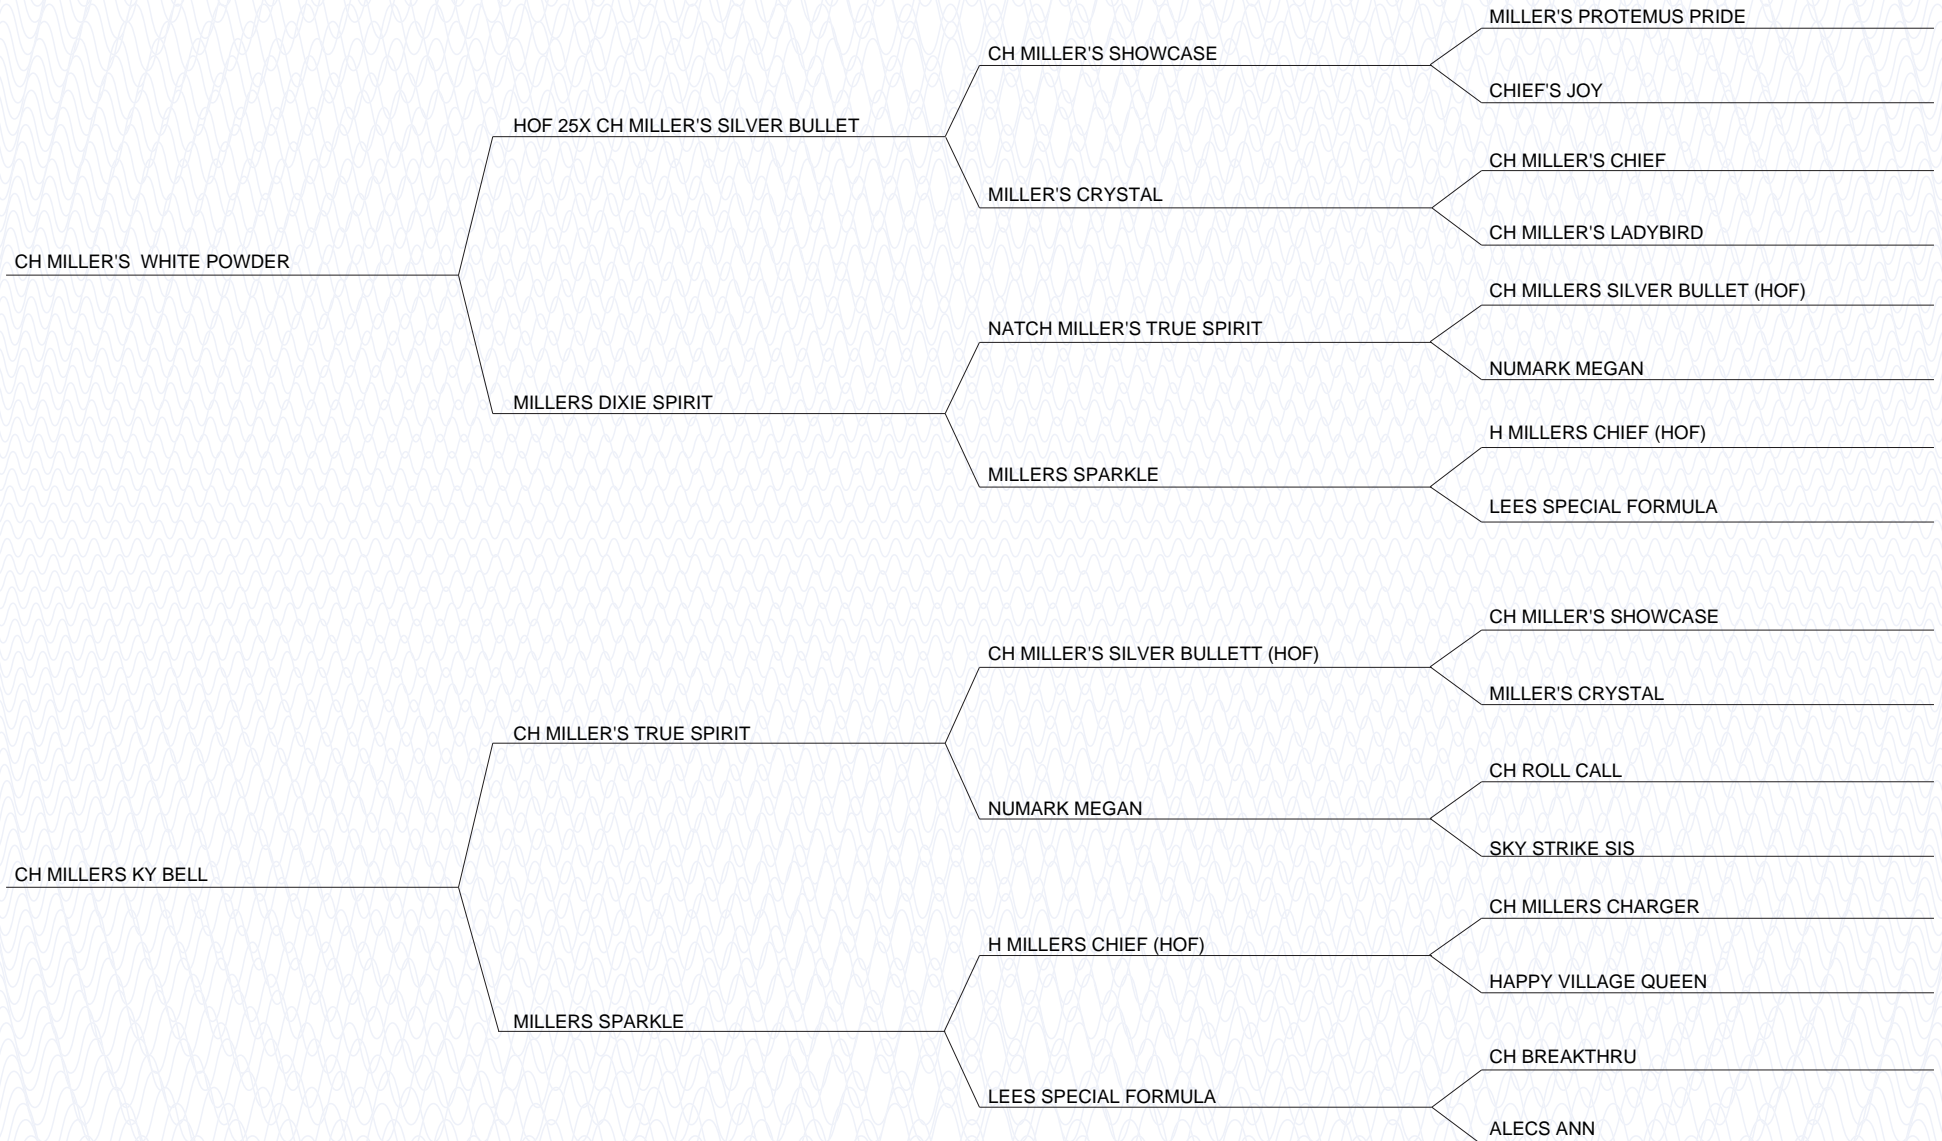 MILLER'S PROTEMUS PRIDE
CH MILLER'S SHOWCASE
CHIEF'S JOY
HOF 25X CH MILLER'S SILVER BULLET
CH MILLER'S CHIEF
MILLER'S CRYSTAL
CH MILLER'S LADYBIRD
CH MILLER'S  WHITE POWDER
CH MILLERS SILVER BULLET (HOF)
NATCH MILLER'S TRUE SPIRIT
NUMARK MEGAN
MILLERS DIXIE SPIRIT
H MILLERS CHIEF (HOF)
MILLERS SPARKLE
LEES SPECIAL FORMULA
CH MILLER'S SHOWCASE
CH MILLER'S SILVER BULLETT (HOF)
MILLER'S CRYSTAL
CH MILLER'S TRUE SPIRIT
CH ROLL CALL
NUMARK MEGAN
SKY STRIKE SIS
CH MILLERS KY BELL
CH MILLERS CHARGER
H MILLERS CHIEF (HOF)
HAPPY VILLAGE QUEEN
MILLERS SPARKLE
CH BREAKTHRU
LEES SPECIAL FORMULA
ALECS ANN